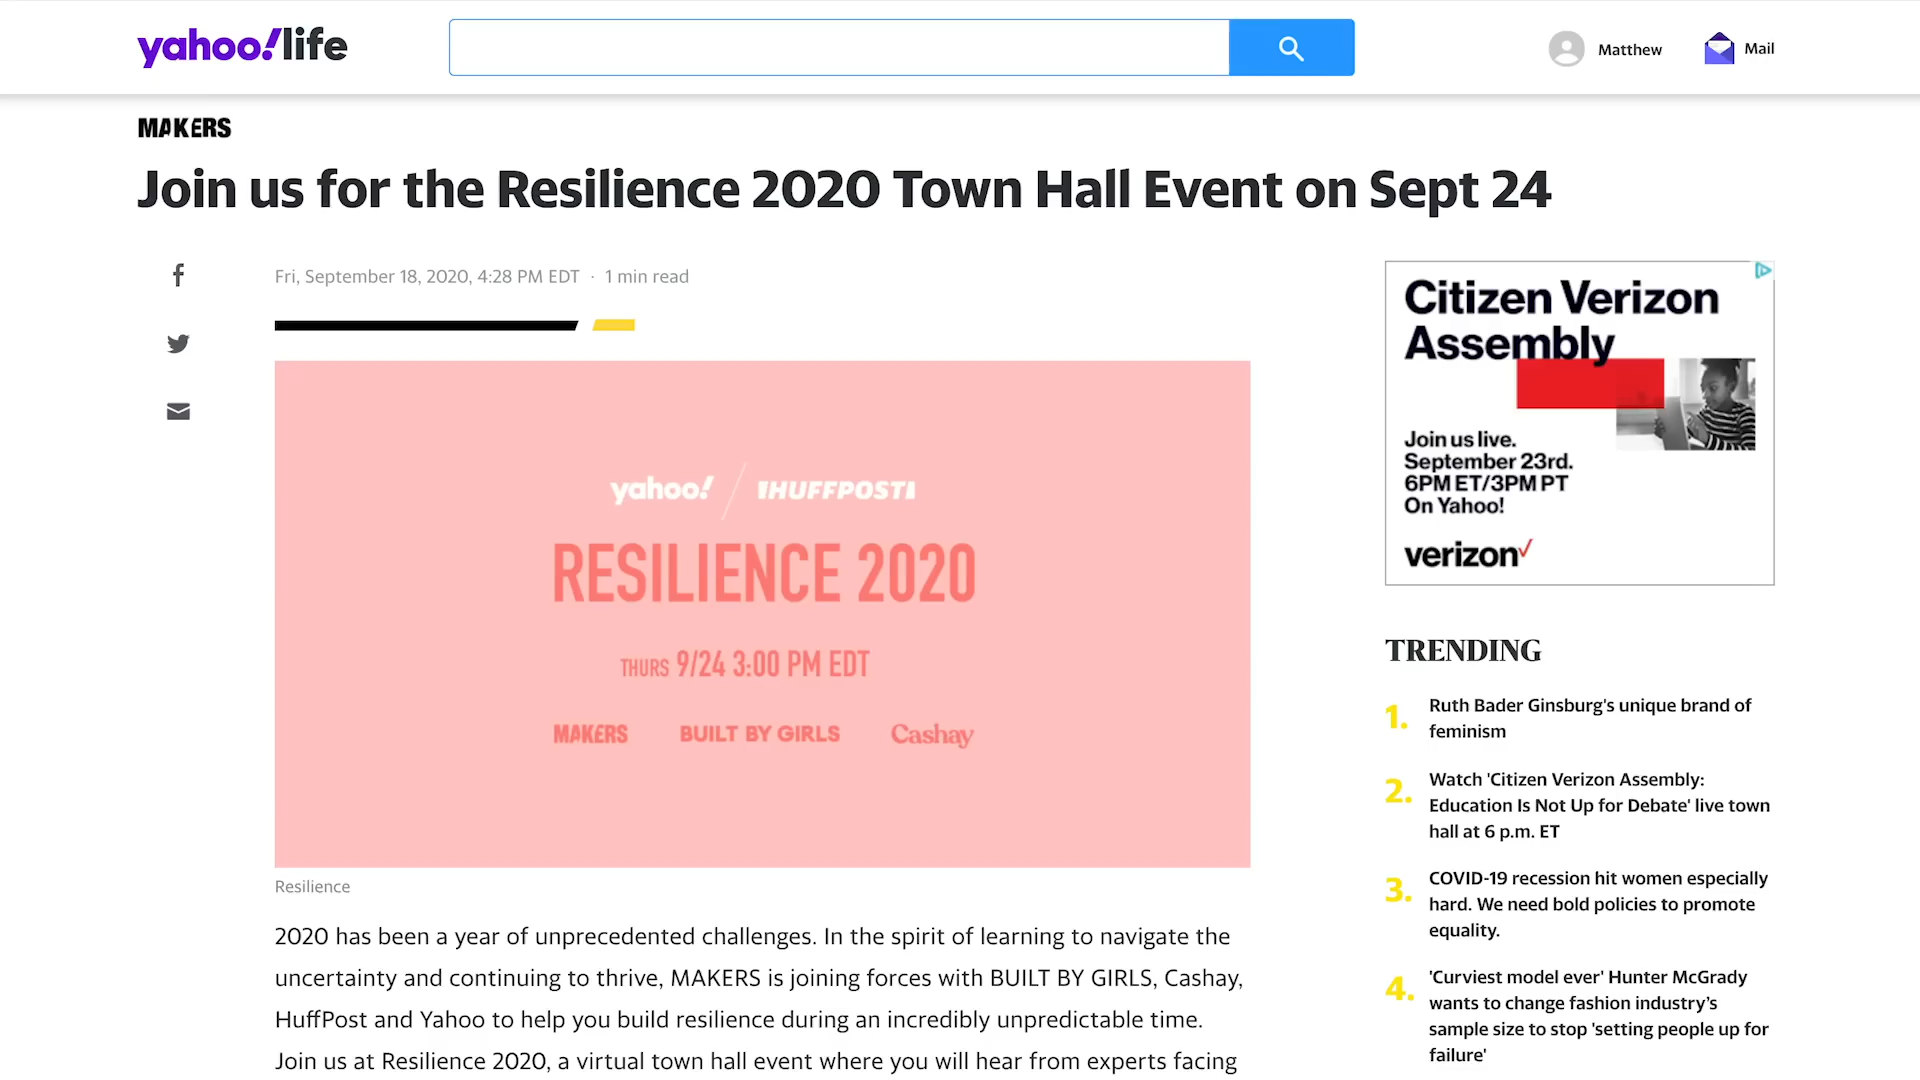 yahoo!life
Matthew
Mail
MAKERS
Join us for the Resilience 2020 Town Hall Event on Sept 24
Fri, September 18, 2020, 4:28 PM EDT · 1 min read
yahoo! / HUFFPOST
RESILIENCE 2020
THURS 9/24 3:00 PM EDT
MAKERS BUILT BY GIRLS Cashay
Resilience
2020 has been a year of unprecedented challenges. In the spirit of learning to navigate the
uncertainty and continuing to thrive, MAKERS is joining forces with BUILT BY GIRLS, Cashay,
HuffPost and Yahoo to help you build resilience during an incredibly unpredictable time.
Join us at Resilience 2020, a virtual town hall event where you will hear from experts facing
Citizen Verizon
Assembly
Join us live.
September 23rd.
6PM ET/3PM PT
On Yahoo!
verizon✓
TRENDING
1. Ruth Bader Ginsburg's unique brand of
feminism
2. Watch 'Citizen Verizon Assembly:
Education Is Not Up for Debate' live town
hall at 6 p.m. ET
3. COVID-19 recession hit women especially
hard. We need bold policies to promote
equality.
4. 'Curviest model ever' Hunter McGrady
wants to change fashion industry’s
sample size to stop 'setting people up for
failure'